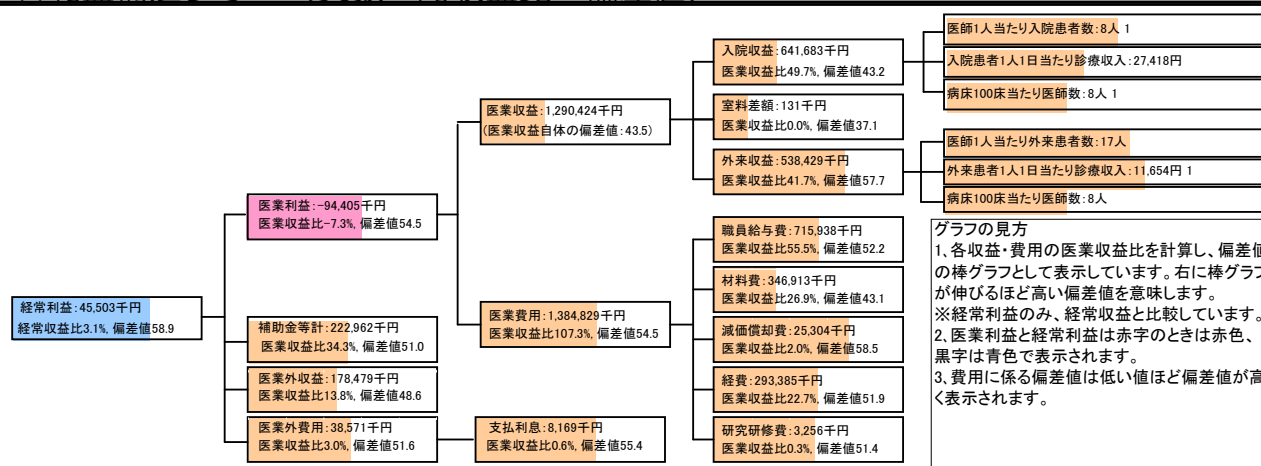 経常利益:45,503千円
経常収益比3.1%, 偏差値58.9
医業利益:-94,405千円
医業収益比-7.3%, 偏差値54.5
補助金等計:222,962千円
医業収益比34.3%, 偏差値51.0
医業外収益:178,479千円
医業収益比13.8%, 偏差値48.6
医業外費用:38,571千円
医業収益比3.0%, 偏差値51.6
医業収益:1,290,424千円
(医業収益自体の偏差値:43.5)
医業費用:1,384,829千円
医業収益比107.3%, 偏差値54.5
支払利息:8,169千円
医業収益比0.6%, 偏差値55.4
入院収益:641,683千円
医業収益比49.7%, 偏差値43.2
室料差額:131千円
医業収益比0.0%, 偏差値37.1
外来収益:538,429千円
医業収益比41.7%, 偏差値57.7
職員給与費:715,938千円
医業収益比55.5%, 偏差値52.2
材料費:346,913千円
医業収益比26.9%, 偏差値43.1
減価償却費:25,304千円
医業収益比2.0%, 偏差値58.5
経費:293,385千円
医業収益比22.7%, 偏差値51.9
研究研修費:3,256千円
医業収益比0.3%, 偏差値51.4
医師1人当たり入院患者数:8人 1
入院患者1人1日当たり診療収入:27,418円
病床100床当たり医師数:8人 1
医師1人当たり外来患者数:17人
外来患者1人1日当たり診療収入:11,654円 1
病床100床当たり医師数:8人
グラフの見方
1、各収益・費用の医業収益比を計算し、偏差値
の棒グラフとして表示しています。右に棒グラフ
が伸びるほど高い偏差値を意味します。
※経常利益のみ、経常収益と比較しています。
2、医業利益と経常利益は赤字のときは赤色、
黒字は青色で表示されます。
3、費用に係る偏差値は低い値ほど偏差値が高
く表示されます。